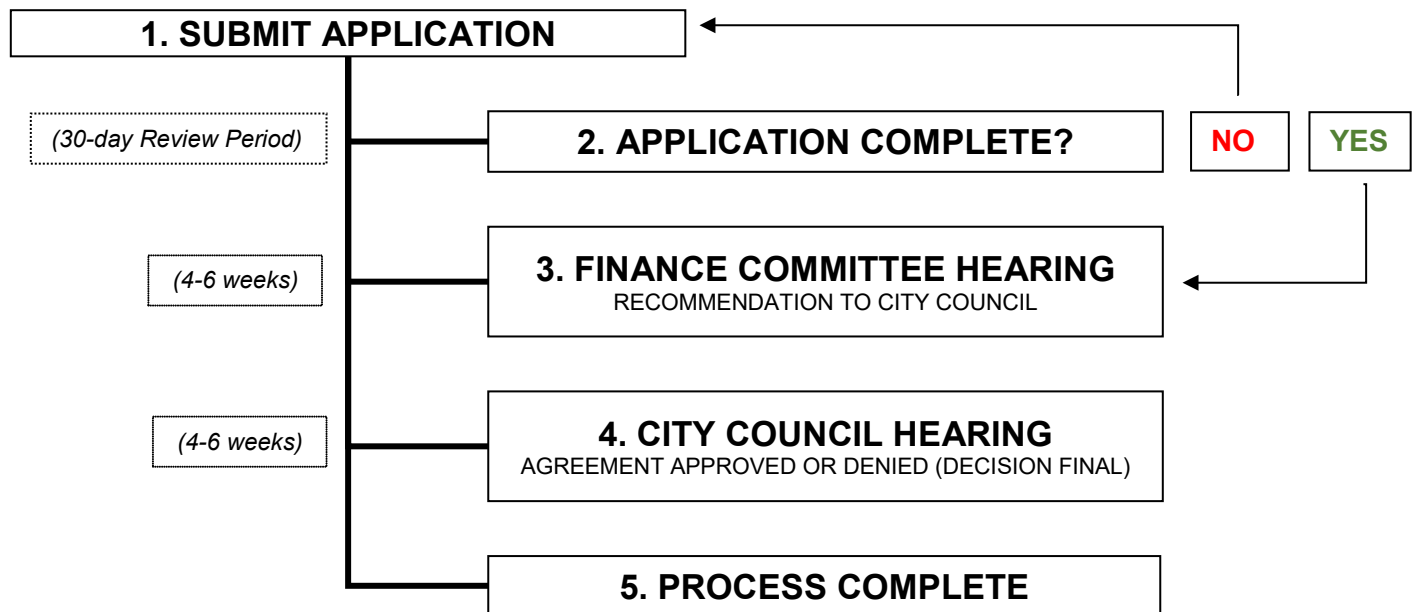 1. SUBMIT APPLICATION
(30-day Review Period)
2. APPLICATION COMPLETE?
NO
YES
(4-6 weeks)
3. FINANCE COMMITTEE HEARING
RECOMMENDATION TO CITY COUNCIL
(4-6 weeks)
4. CITY COUNCIL HEARING
AGREEMENT APPROVED OR DENIED (DECISION FINAL)
5. PROCESS COMPLETE